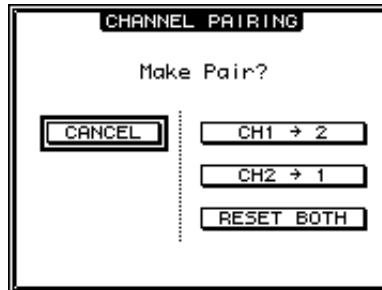 CHANNEL PAIRING
Make Pair?
CANCEL
CH1 → 2
CH2 → 1
RESET BOTH